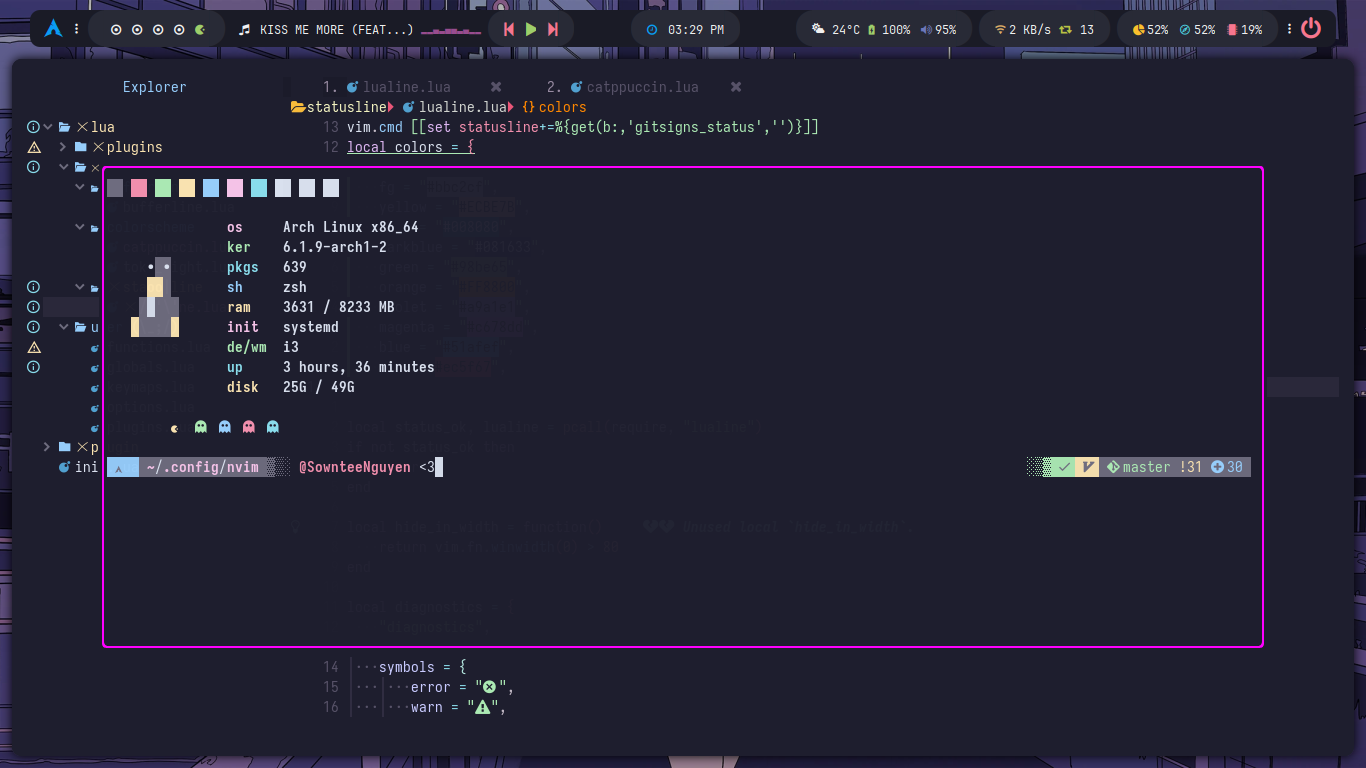 KISS ME MORE (FEAT...)
03:29 PM
24°C 100% 95%
2 KB/s 13
52% 52% 19%
Explorer
1. lualine.lua
2. catppuccin.lua
statusline lualine.lua {} colors
lua
13 vim.cmd [[set statusline+=%{get(b:,'gitsigns_status','')}]]
plugins
12 local colors = {
os Arch Linux x86_64
ker 6.1.9-arch1-2
pkgs 639
sh zsh
ram 3631 / 8233 MB
init systemd
de/wm i3
up 3 hours, 36 minutes
disk 25G / 49G
u
p
ini
~/.config/nvim @SownteeNguyen <3
master !31 30
14 symbols = {
15 error = "",
16 warn = "",